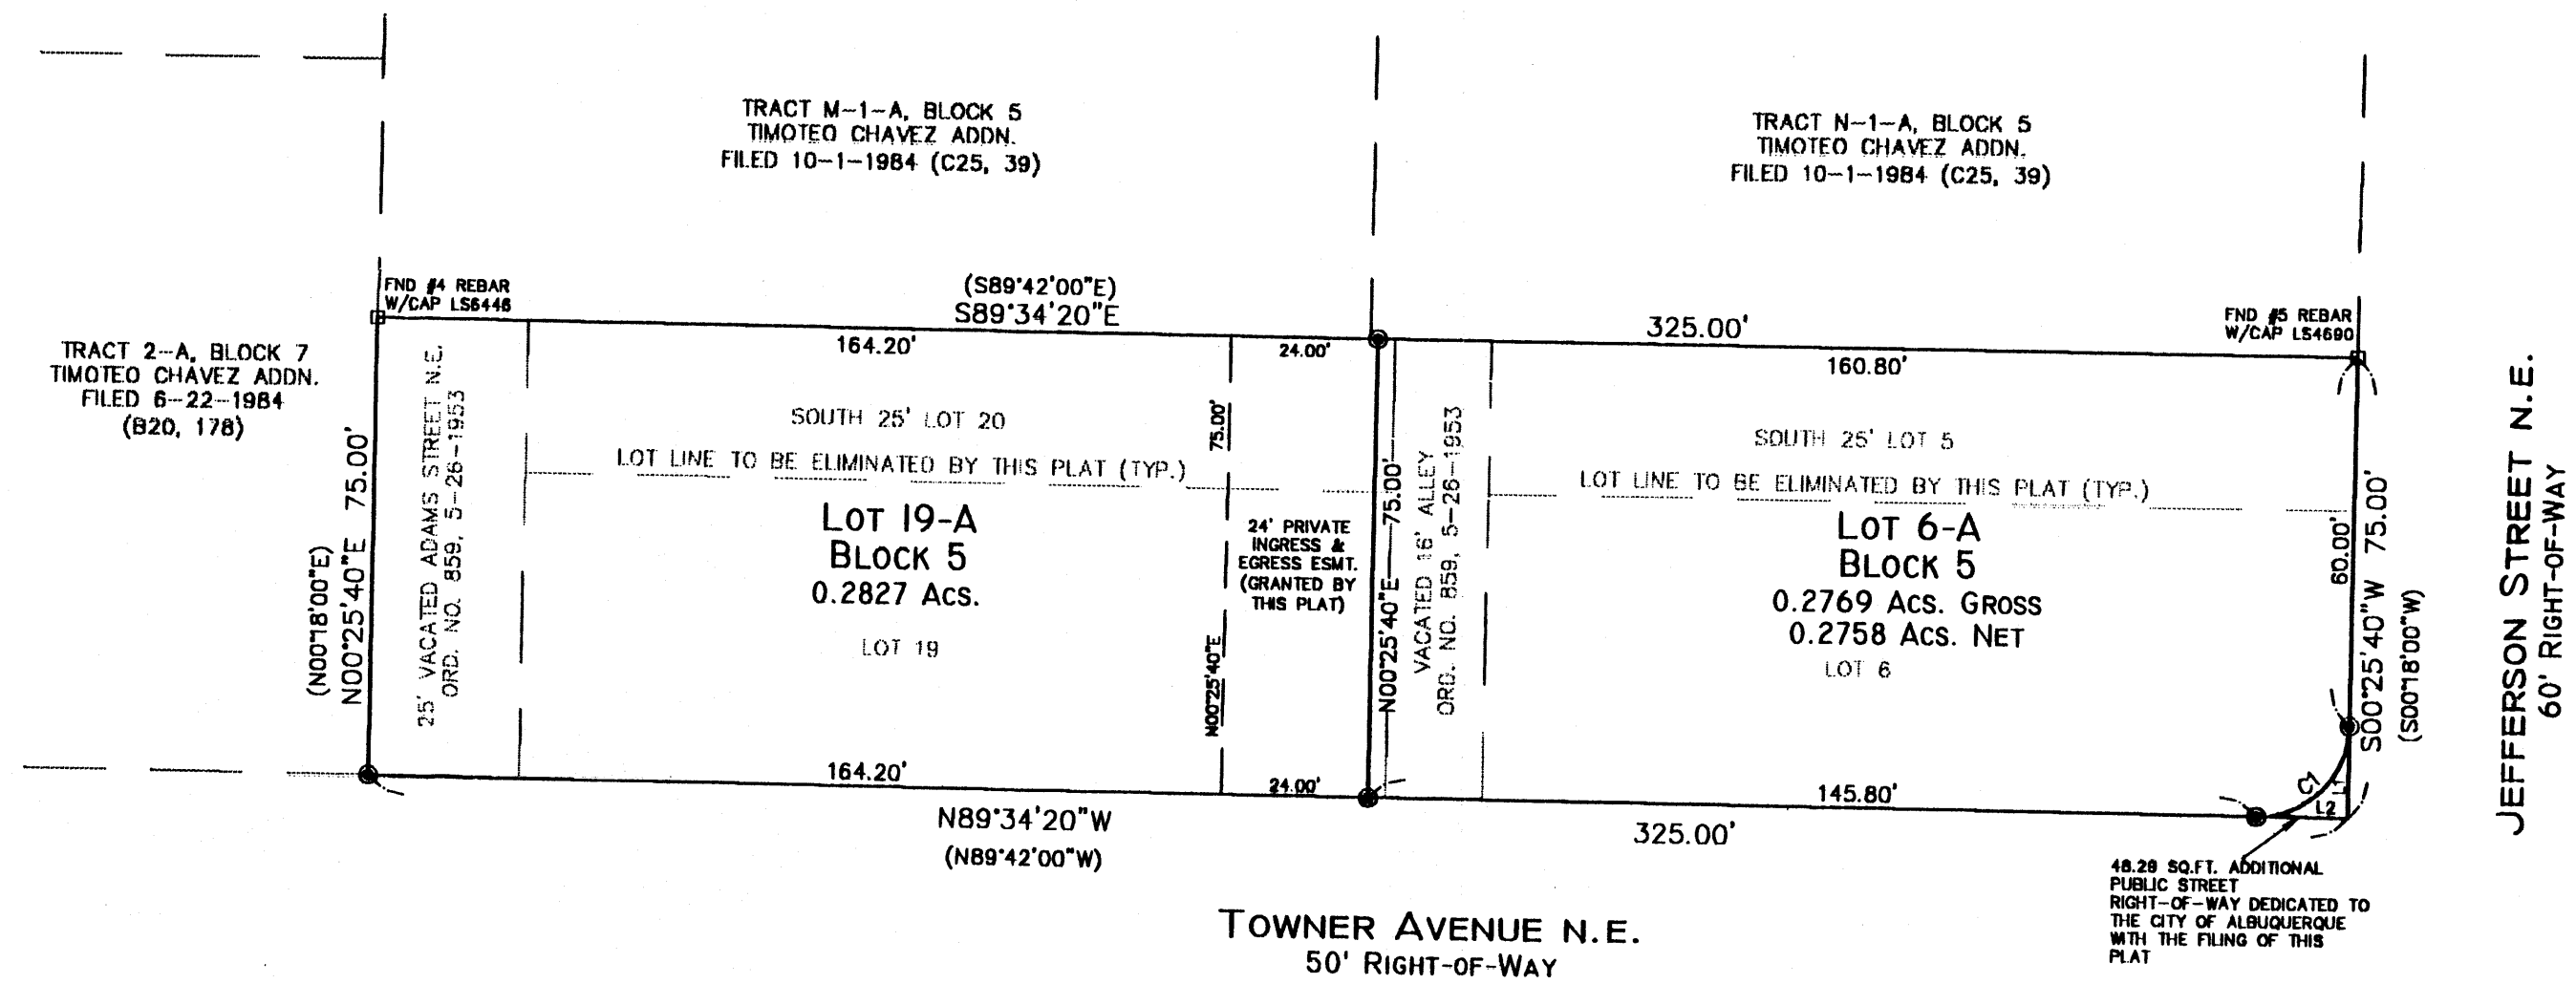 TRACT M-1-A, BLOCK 5
TIMOTEO CHAVEZ ADDN.
FILED 10-1-1984 (C25, 39)
TRACT N-1-A, BLOCK 5
TIMOTEO CHAVEZ ADDN.
FILED 10-1-1984 (C25, 39)
FND #4 REBAR
W/CAP LS6446
(S89°42'00"E)
S89°34'20"E
325.00'
FND #5 REBAR
W/CAP LS4690
TRACT 2-A, BLOCK 7
TIMOTEO CHAVEZ ADDN.
FILED 6-22-1984
(B20, 178)
164.20'
24.00'
160.80'
(N00°18'00"E)
N00°25'40"E 75.00'
25' VACATED ADAMS STREET N.E.
ORD. NO. 859, 5-26-1953
SOUTH 25' LOT 20
LOT LINE TO BE ELIMINATED BY THIS PLAT (TYP.)
LOT 19-A
BLOCK 5
0.2827 ACS.
LOT 19
75.00'
N00°25'40"E
24' PRIVATE
INGRESS &
EGRESS ESMT.
(GRANTED BY
THIS PLAT)
N00°25'40"E 75.00'
VACATED 16' ALLEY
ORD. NO. 859, 5-26-1953
SOUTH 25' LOT 5
LOT LINE TO BE ELIMINATED BY THIS PLAT (TYP.)
LOT 6-A
BLOCK 5
0.2769 ACS. GROSS
0.2758 ACS. NET
LOT 6
60.00'
S00°25'40"W 75.00'
(S00°18'00"W)
JEFFERSON STREET N.E.
60' RIGHT-OF-WAY
164.20'
24.00'
145.80'
C1
L1
L2
N89°34'20"W
(N89°42'00"W)
325.00'
48.28 SQ.FT. ADDITIONAL
PUBLIC STREET
RIGHT-OF-WAY DEDICATED TO
THE CITY OF ALBUQUERQUE
WITH THE FILING OF THIS
PLAT
TOWNER AVENUE N.E.
50' RIGHT-OF-WAY